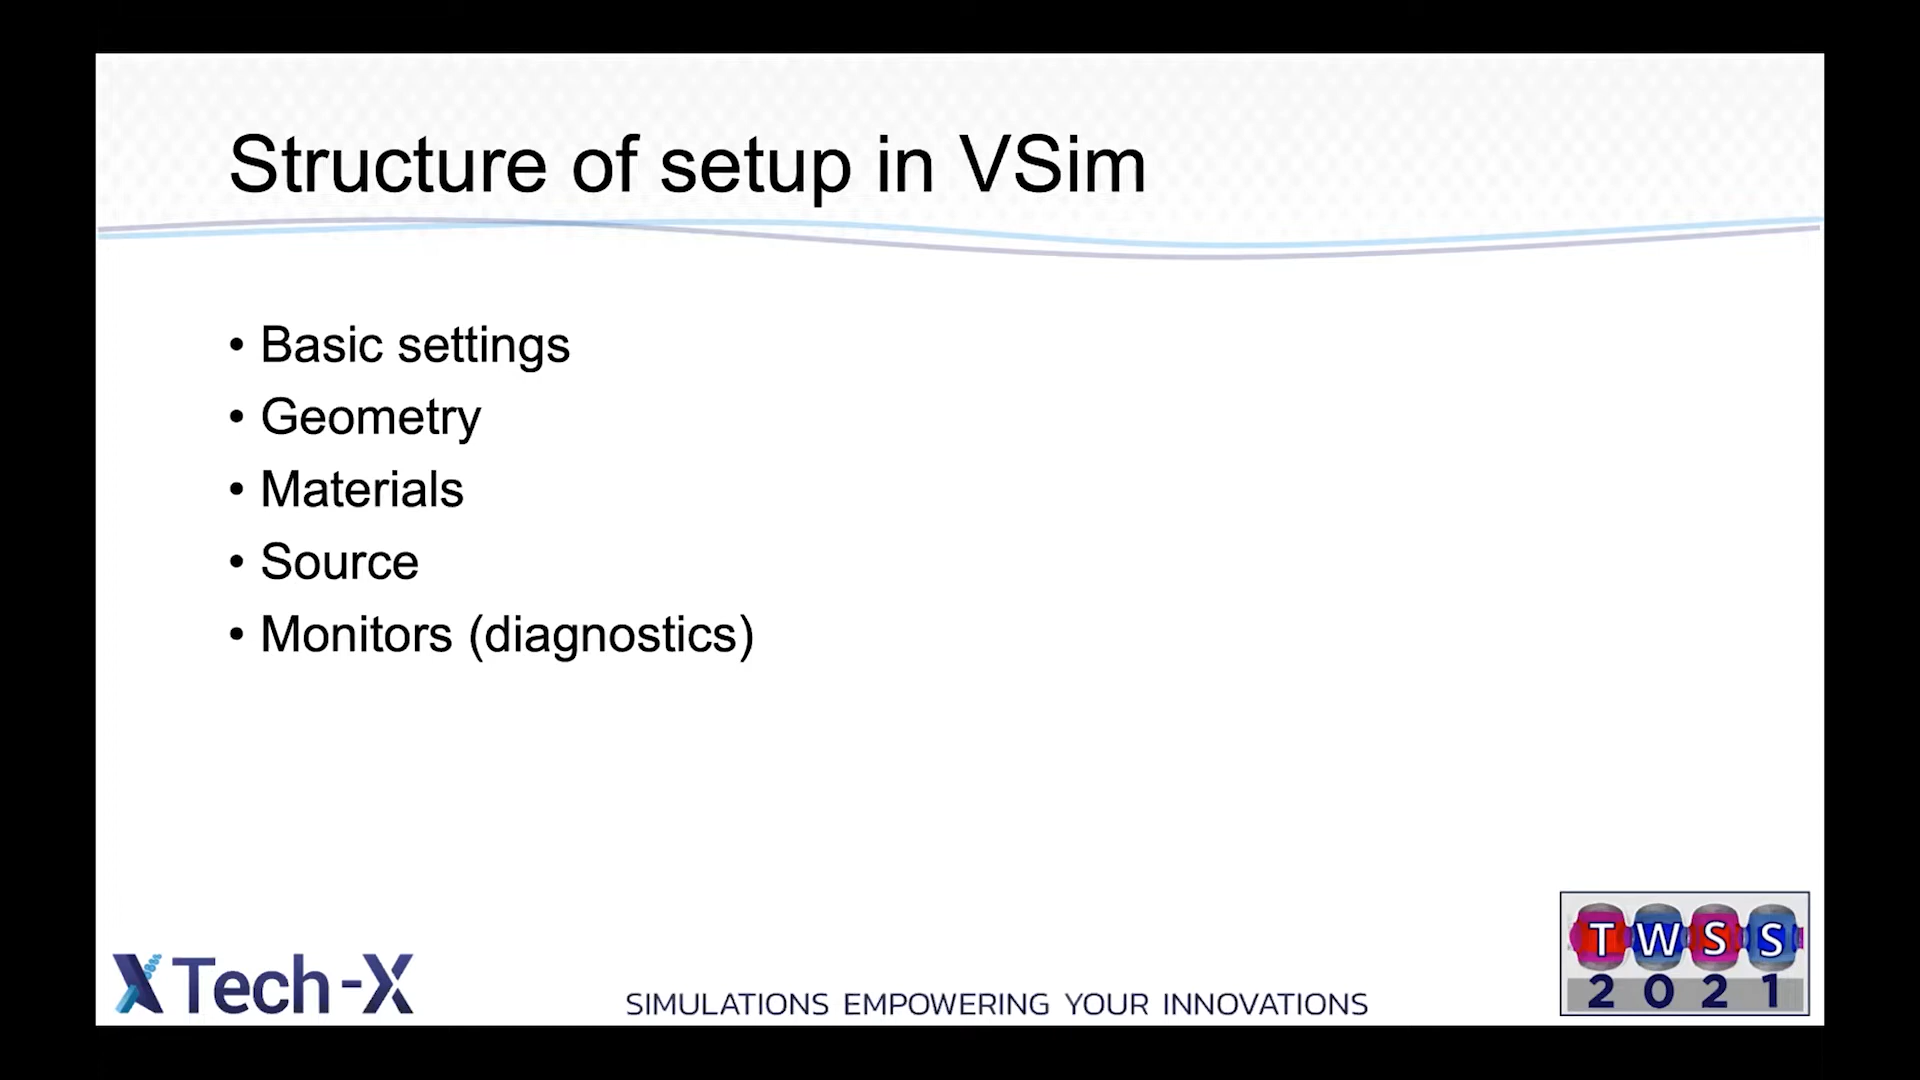 Structure of setup in VSim
• Basic settings
• Geometry
• Materials
• Source
• Monitors (diagnostics)
Tech-X
SIMULATIONS EMPOWERING YOUR INNOVATIONS
TWSS
2021